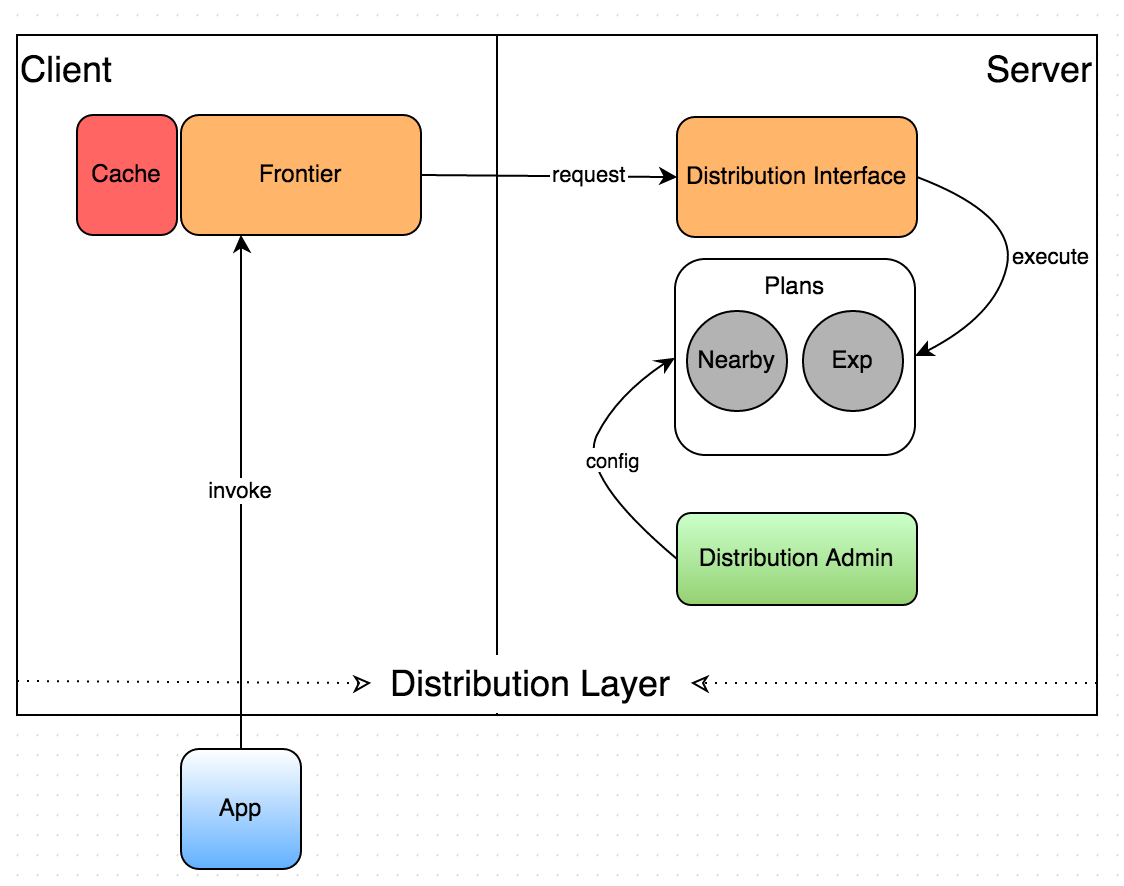 Client
Server
Cache
Frontier
request
Distribution Interface
execute
Plans
Nearby
Exp
config
invoke
Distribution Admin
Distribution Layer
App